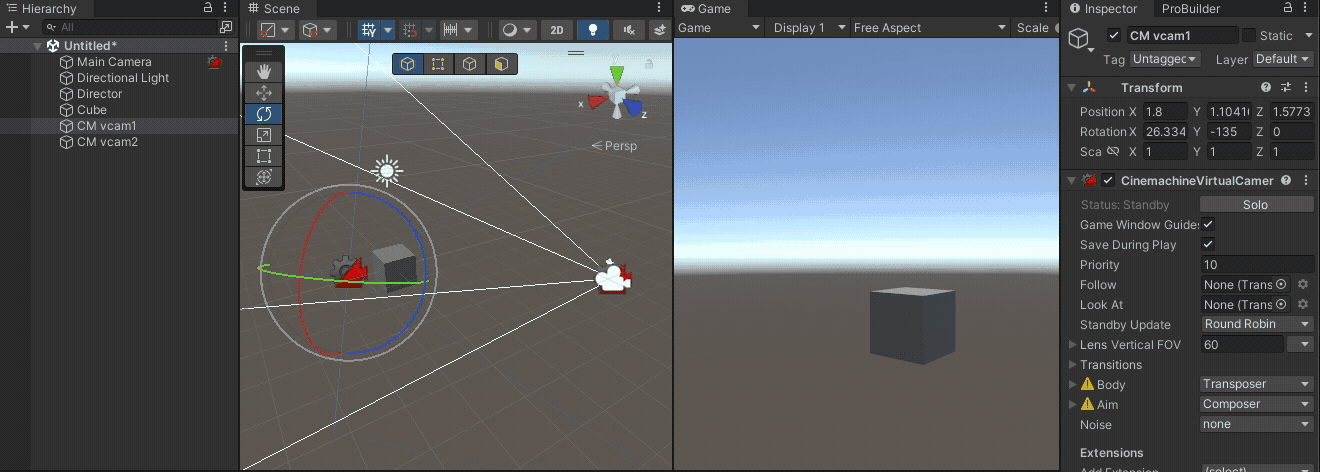 Hierarchy
All
Untitled*
Main Camera
Directional Light
Director
Cube
CM vcam1
CM vcam2
Scene
2D
x
z
Persp
Game
Game Display 1 Free Aspect Scale
Inspector ProBuilder
CM vcam1 Static
Tag Untagged Layer Default
Transform
Position X 1.8 Y 1.1041 Z 1.5773
Rotation X 26.334 Y -135 Z 0
Sca X 1 Y 1 Z 1
CinemachineVirtualCamer
Status: Standby Solo
Game Window Guides
Save During Play
Priority 10
Follow None (Trans
Look At None (Trans
Standby Update Round Robin
Lens Vertical FOV 60
Transitions
Body Transposer
Aim Composer
Noise none
Extensions
Add Extension (select)